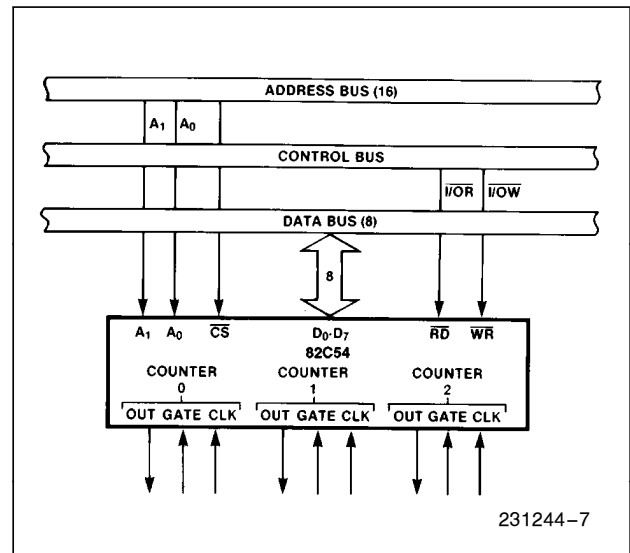 ADDRESS BUS (16)
A1 A0
CONTROL BUS
I/OR I/OW
DATA BUS (8)
8
A1 A0 CS D0-D7 RD WR
82C54
COUNTER COUNTER COUNTER
0 1 2
OUT GATE CLK OUT GATE CLK OUT GATE CLK
231244-7